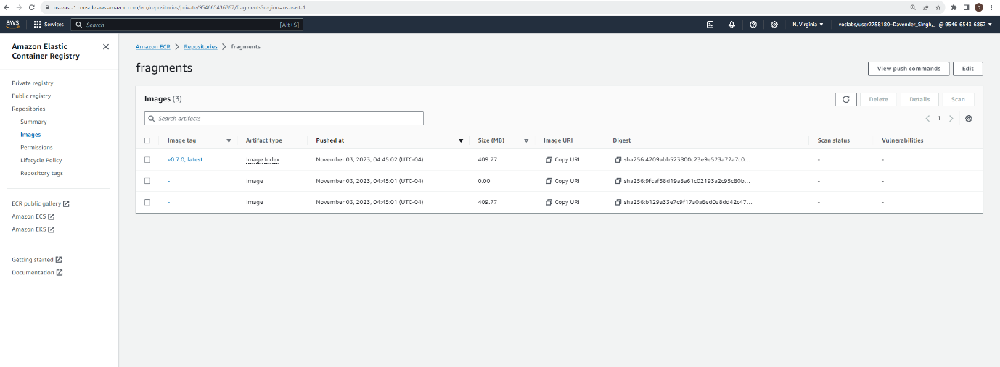 us-east-1.console.aws.amazon.com/ecr/repositories/private/954665436867/fragments?region=us-east-1
D
aws Services Search [Alt+S] N. Virginia ▼ voclabs/user2758180=Davender_Singh,_- @ 9546-6543-6867 ▼
Amazon Elastic
Container Registry
Private registry
Public registry
Repositories
Summary
Images
Permissions
Lifecycle Policy
Repository tags
ECR public gallery
Amazon ECS
Amazon EKS
Getting started
Documentation
Amazon ECR > Repositories > fragments
fragments
View push commands Edit
Images (3)
Delete Details Scan
Search artifacts
1
Image tag Artifact type Pushed at Size (MB) Image URI Digest Scan status Vulnerabilities
v0.7.0, latest Image Index November 03, 2023, 04:45:02 (UTC-04) 409.77 Copy URI sha256:4209abb523800c23e9e523a72a7c0... - -
- Image November 03, 2023, 04:45:01 (UTC-04) 0.00 Copy URI sha256:9fcaf58d19a8a61c02193a2c95c80b... - -
- Image November 03, 2023, 04:45:01 (UTC-04) 409.77 Copy URI sha256:b129a33e7c9f17a0a6ed0a8dd42c47... - -